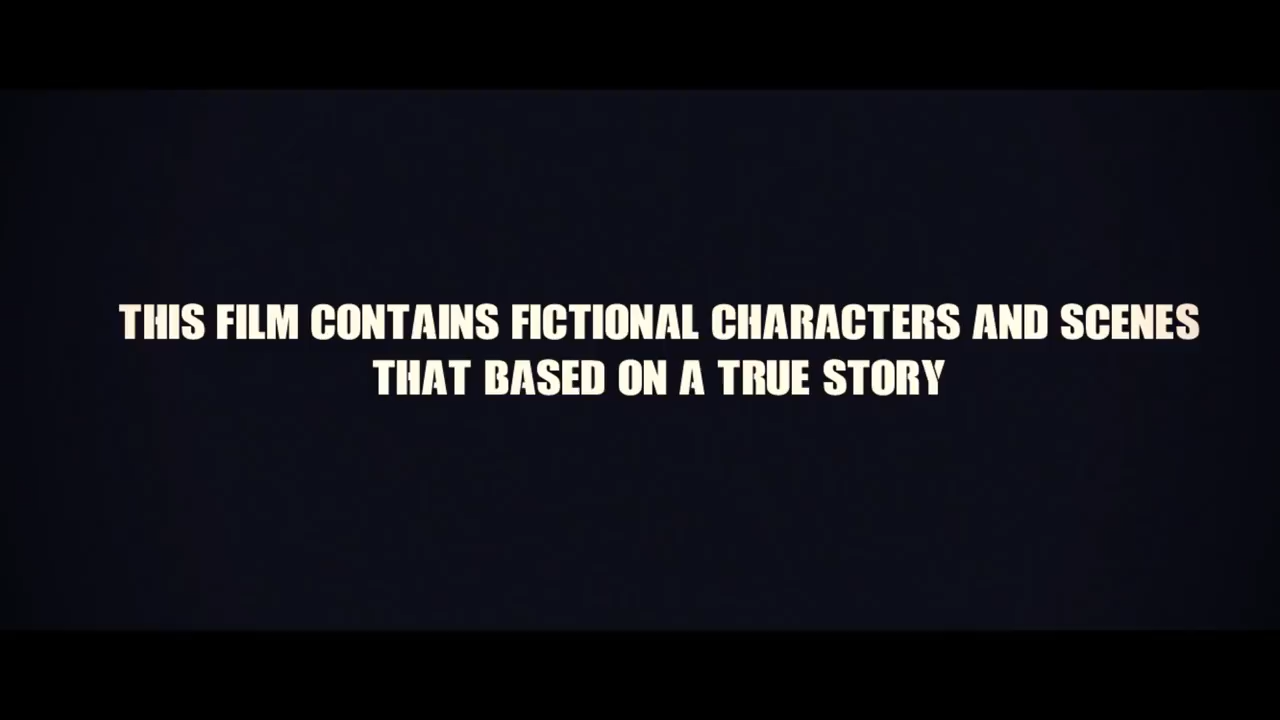 THIS FILM CONTAINS FICTIONAL CHARACTERS AND SCENES
THAT BASED ON A TRUE STORY